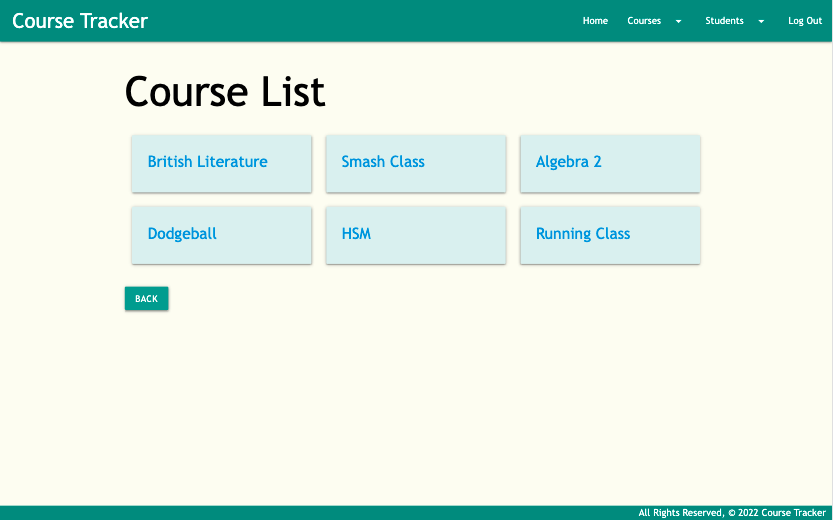 Course Tracker
Home Courses Students Log Out
Course List
British Literature Smash Class Algebra 2
Dodgeball HSM Running Class
BACK
All Rights Reserved, © 2022 Course Tracker